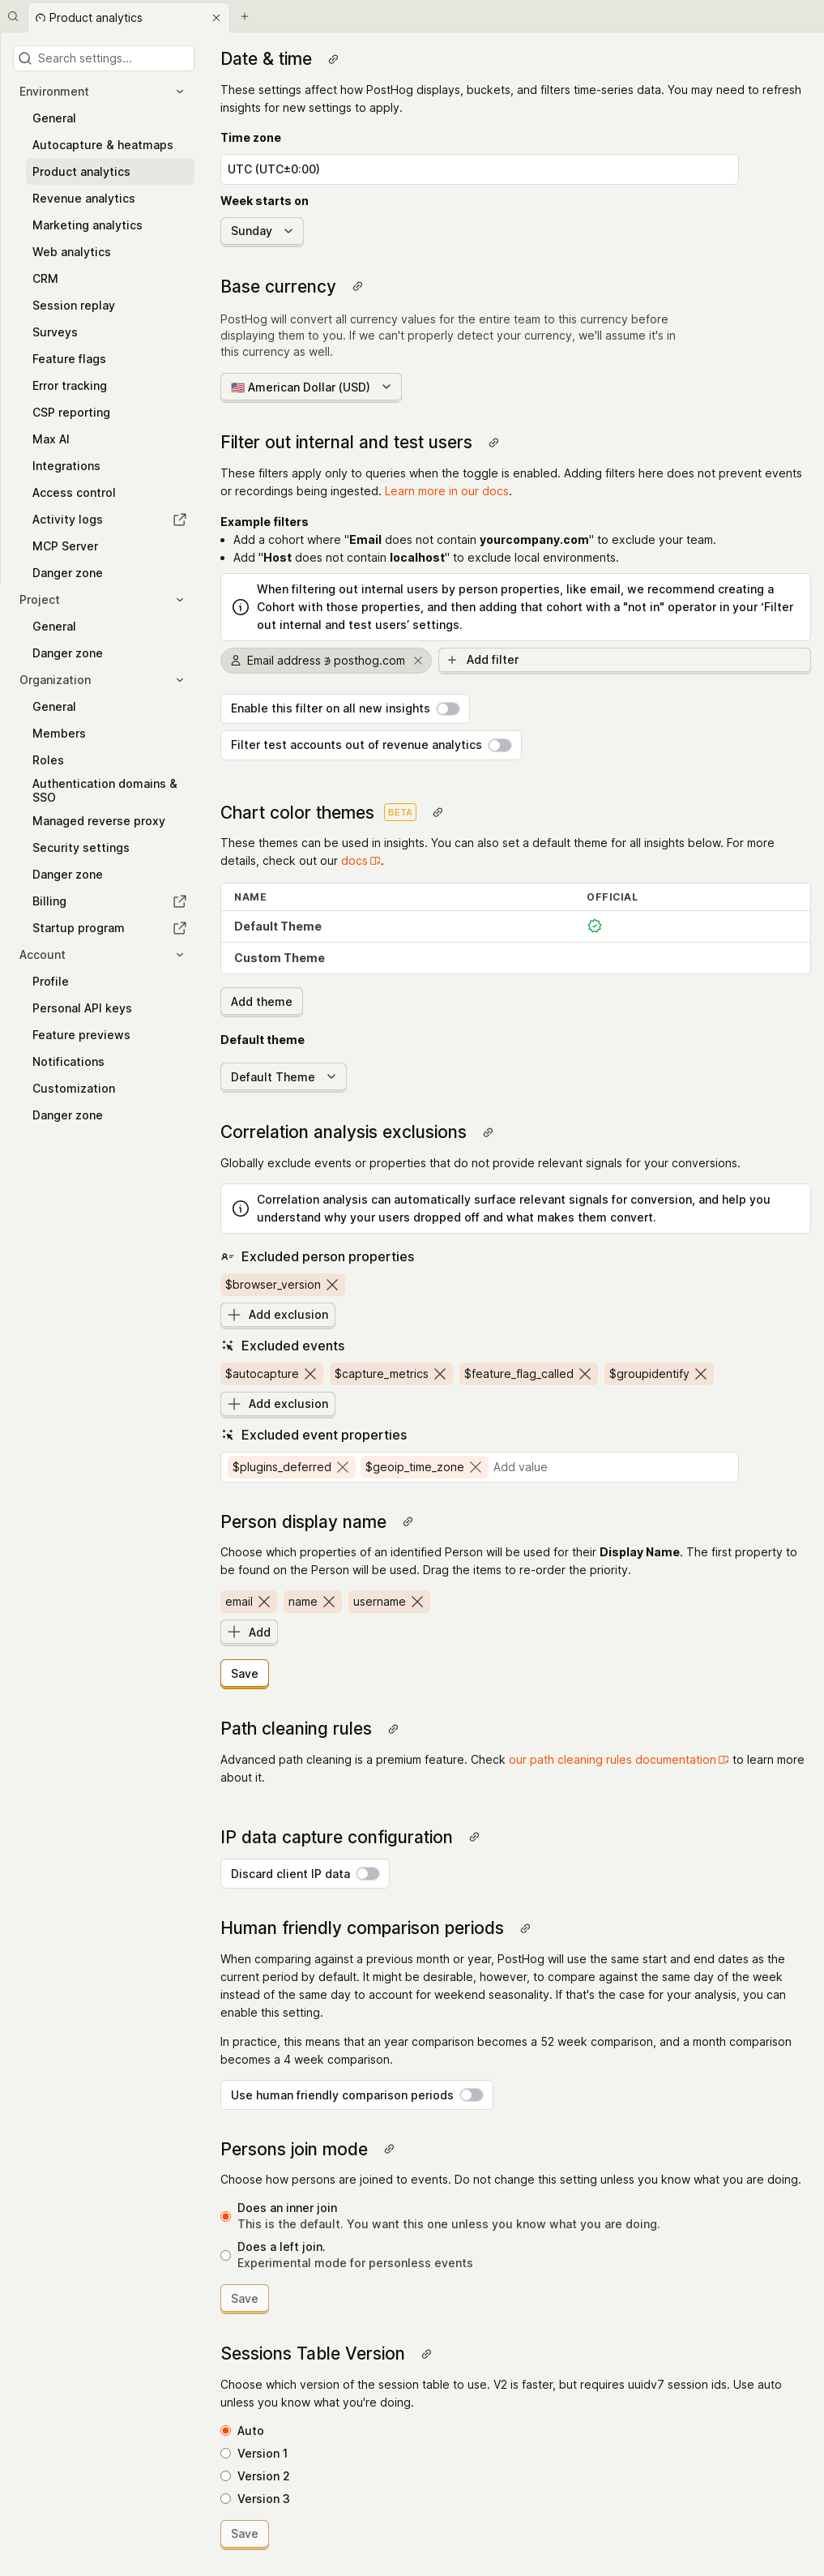 Product analytics
Search settings...
Environment
General
Autocapture & heatmaps
Product analytics
Revenue analytics
Marketing analytics
Web analytics
CRM
Session replay
Surveys
Feature flags
Error tracking
CSP reporting
Max AI
Integrations
Access control
Activity logs
MCP Server
Danger zone
Project
General
Danger zone
Organization
General
Members
Roles
Authentication domains &
SSO
Managed reverse proxy
Security settings
Danger zone
Billing
Startup program
Account
Profile
Personal API keys
Feature previews
Notifications
Customization
Danger zone
Date & time
These settings affect how PostHog displays, buckets, and filters time-series data. You may need to refresh
insights for new settings to apply.
Time zone
UTC (UTC±0:00)
Week starts on
Sunday
Base currency
PostHog will convert all currency values for the entire team to this currency before
displaying them to you. If we can't properly detect your currency, we'll assume it's in
this currency as well.
🇺🇸 American Dollar (USD)
Filter out internal and test users
These filters apply only to queries when the toggle is enabled. Adding filters here does not prevent events
or recordings being ingested. Learn more in our docs.
Example filters
• Add a cohort where "Email does not contain yourcompany.com" to exclude your team.
• Add "Host does not contain localhost" to exclude local environments.
When filtering out internal users by person properties, like email, we recommend creating a
Cohort with those properties, and then adding that cohort with a "not in" operator in your ‘Filter
out internal and test users’ settings.
Email address ∌ posthog.com
Add filter
Enable this filter on all new insights
Filter test accounts out of revenue analytics
Chart color themes BETA
These themes can be used in insights. You can also set a default theme for all insights below. For more
details, check out our docs.
NAME OFFICIAL
Default Theme
Custom Theme
Add theme
Default theme
Default Theme
Correlation analysis exclusions
Globally exclude events or properties that do not provide relevant signals for your conversions.
Correlation analysis can automatically surface relevant signals for conversion, and help you
understand why your users dropped off and what makes them convert.
Excluded person properties
$browser_version
Add exclusion
Excluded events
$autocapture $capture_metrics $feature_flag_called $groupidentify
Add exclusion
Excluded event properties
$plugins_deferred $geoip_time_zone Add value
Person display name
Choose which properties of an identified Person will be used for their Display Name. The first property to
be found on the Person will be used. Drag the items to re-order the priority.
email name username
Add
Save
Path cleaning rules
Advanced path cleaning is a premium feature. Check our path cleaning rules documentation to learn more
about it.
IP data capture configuration
Discard client IP data
Human friendly comparison periods
When comparing against a previous month or year, PostHog will use the same start and end dates as the
current period by default. It might be desirable, however, to compare against the same day of the week
instead of the same day to account for weekend seasonality. If that's the case for your analysis, you can
enable this setting.
In practice, this means that an year comparison becomes a 52 week comparison, and a month comparison
becomes a 4 week comparison.
Use human friendly comparison periods
Persons join mode
Choose how persons are joined to events. Do not change this setting unless you know what you are doing.
Does an inner join
This is the default. You want this one unless you know what you are doing.
Does a left join.
Experimental mode for personless events
Save
Sessions Table Version
Choose which version of the session table to use. V2 is faster, but requires uuidv7 session ids. Use auto
unless you know what you're doing.
Auto
Version 1
Version 2
Version 3
Save